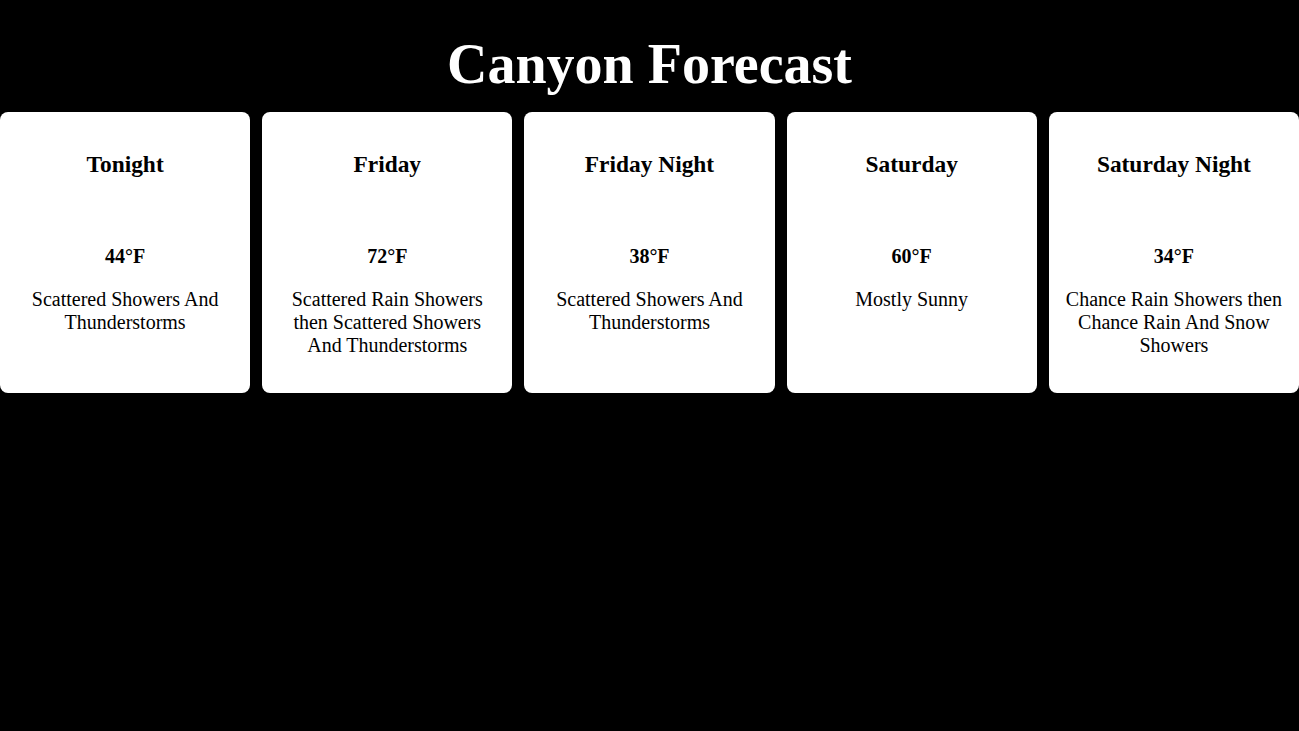 Canyon Forecast
Tonight
44°F
Scattered Showers And
Thunderstorms
Friday
72°F
Scattered Rain Showers
then Scattered Showers
And Thunderstorms
Friday Night
38°F
Scattered Showers And
Thunderstorms
Saturday
60°F
Mostly Sunny
Saturday Night
34°F
Chance Rain Showers then
Chance Rain And Snow
Showers